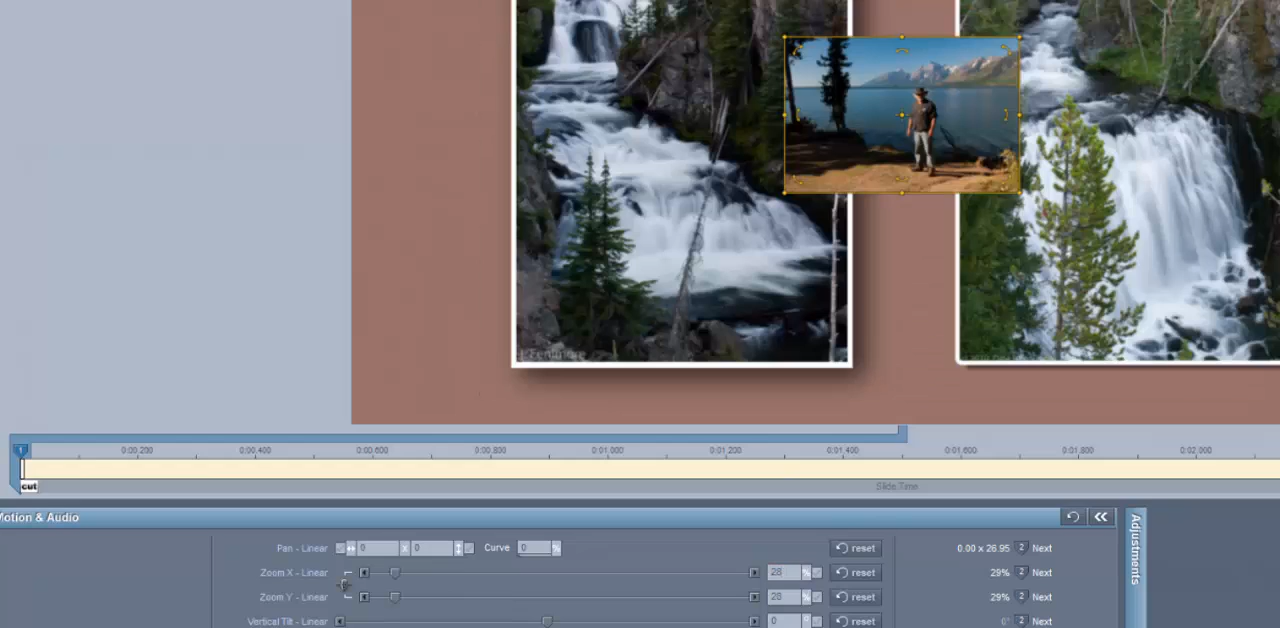 0:00.200 0:00.400 0:00.600 0:00.800 0:01.000 0:01.200 0:01.400 0:01.600 0:01.800 0:02.000
cut
Slide Time
Motion & Audio
Adjustments
Pan - Linear 0 x 0 Curve 0 % reset 0.00 x 26.95 2 Next
Zoom X - Linear 28 % reset 29% 2 Next
Zoom Y - Linear 28 % reset 29% 2 Next
Vertical Tilt - Linear 0 reset 0° 2 Next